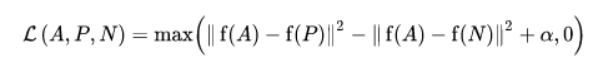 ℒ(A, P, N) = max(‖ f(A) − f(P)‖² − ‖ f(A) − f(N)‖² + α, 0)